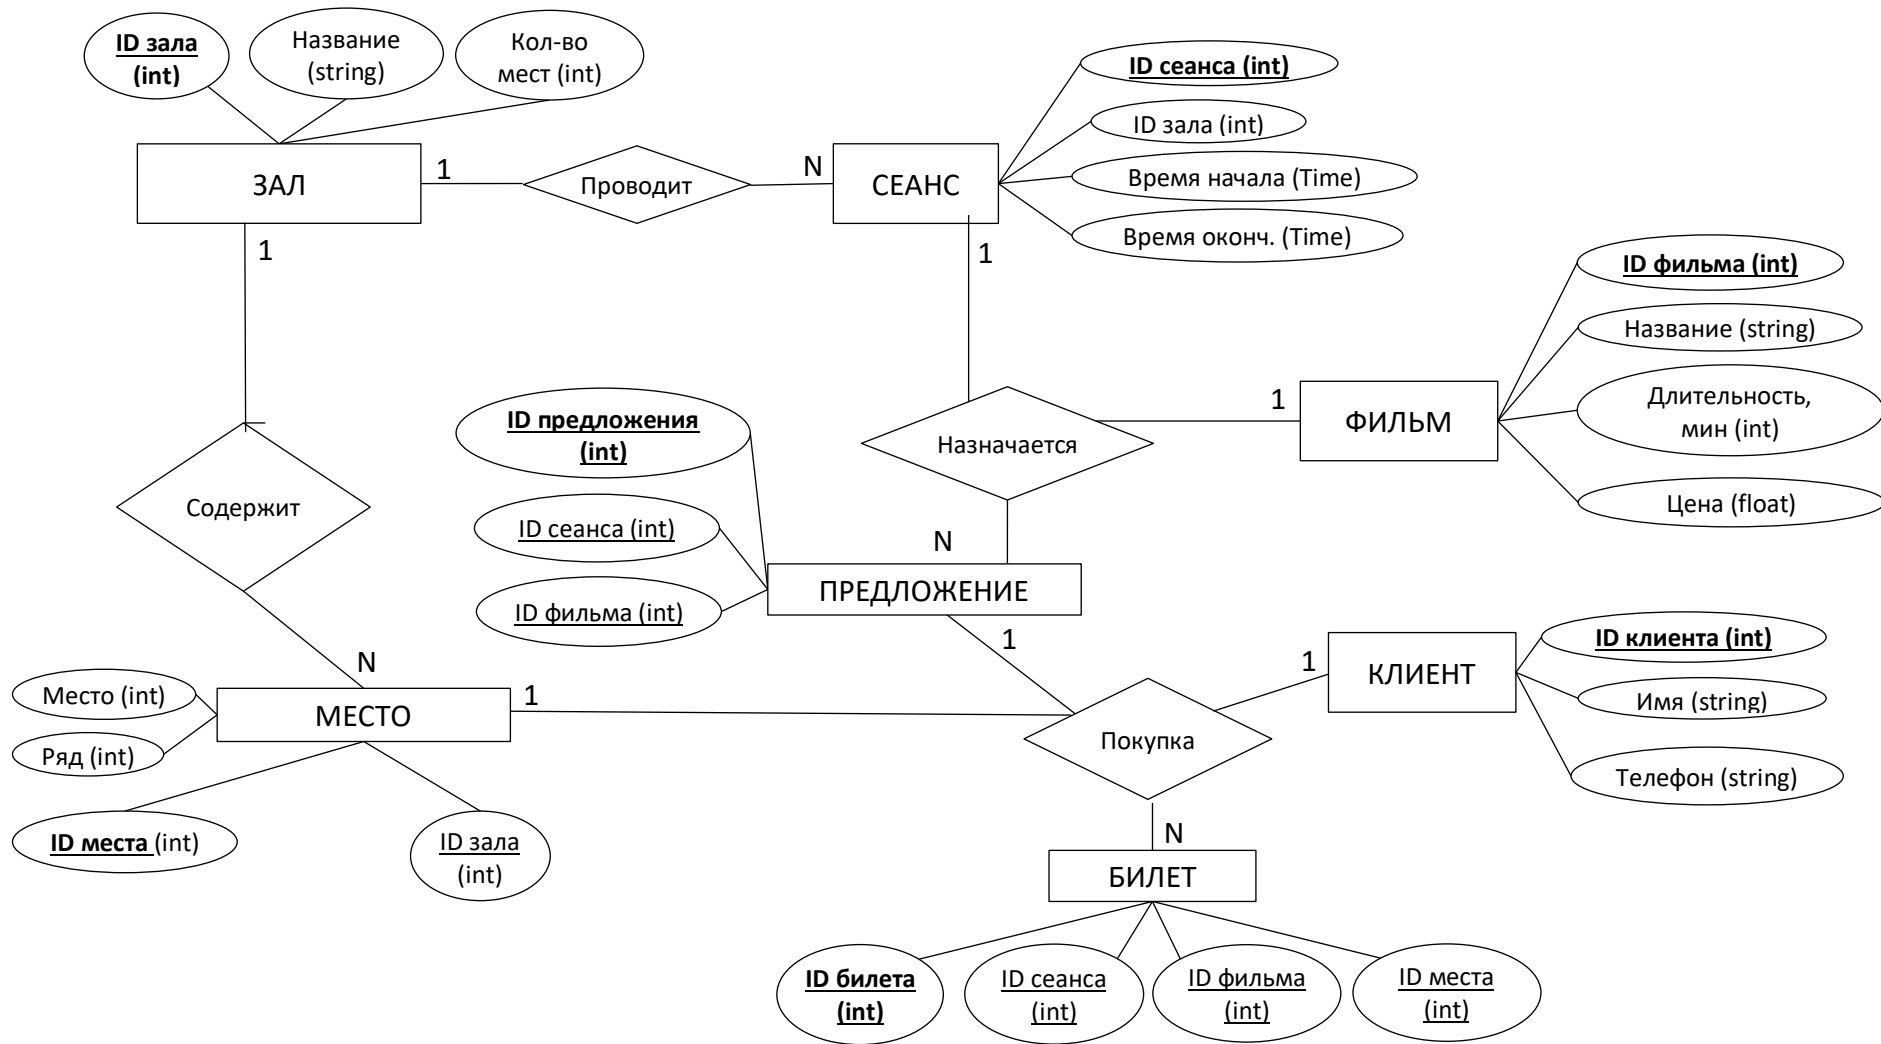 ID зала
(int)
Название
(string)
Кол-во
мест (int)
ID сеанса (int)
ID зала (int)
Время начала (Time)
Время оконч. (Time)
ЗАЛ
1
Проводит
N
СЕАНС
1
1
ID фильма (int)
Название (string)
Длительность,
мин (int)
Цена (float)
ФИЛЬМ
1
Назначается
N
ID предложения
(int)
ID сеанса (int)
ID фильма (int)
ПРЕДЛОЖЕНИЕ
1
Содержит
N
Место (int)
Ряд (int)
МЕСТО
1
ID места (int)
ID зала
(int)
Покупка
1
КЛИЕНТ
ID клиента (int)
Имя (string)
Телефон (string)
N
БИЛЕТ
ID билета
(int)
ID сеанса
(int)
ID фильма
(int)
ID места
(int)